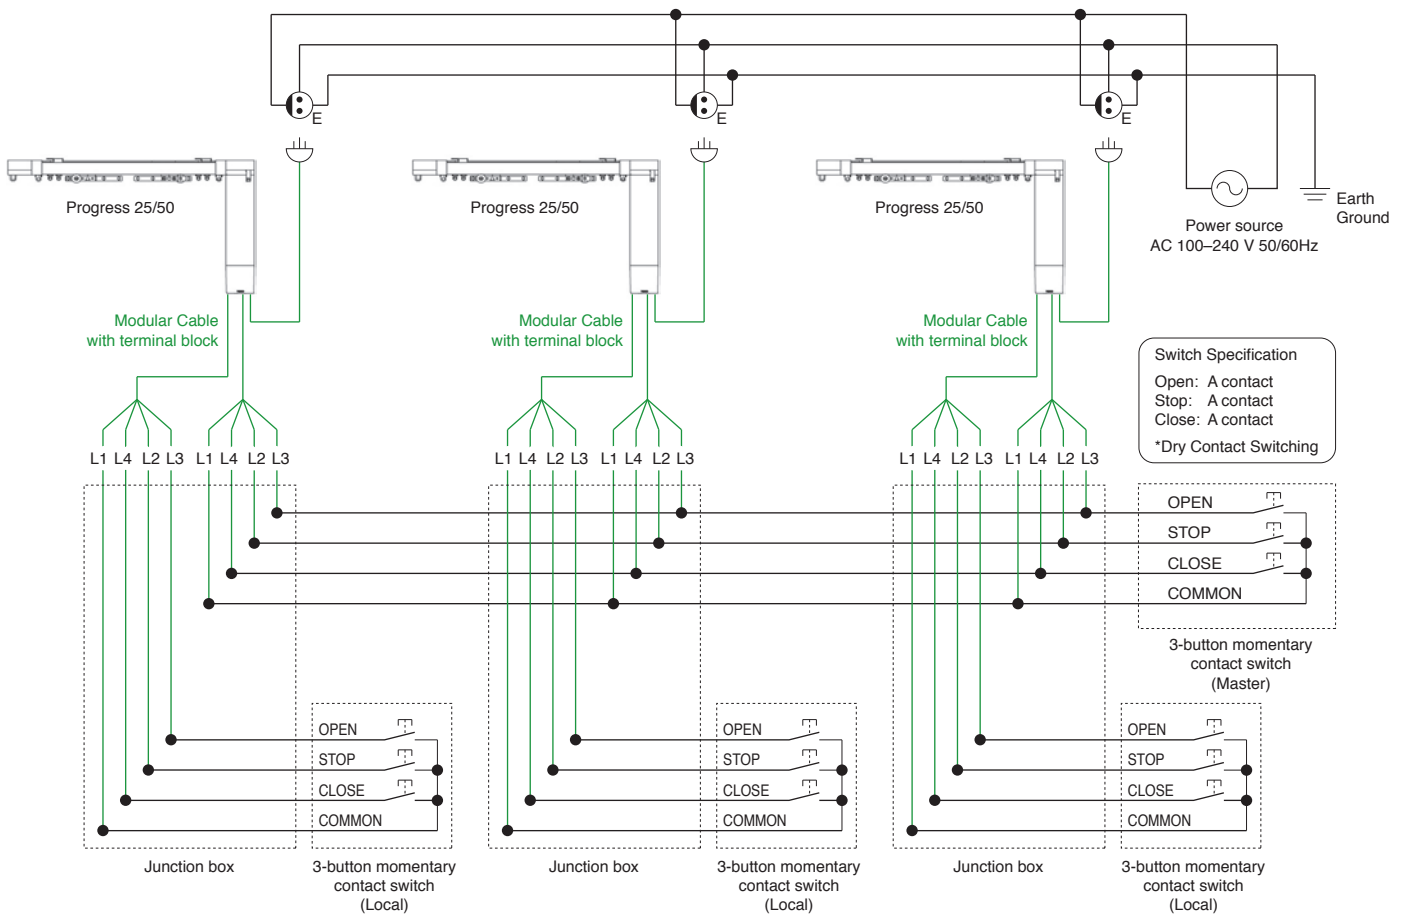 E
E
E
Progress 25/50
Progress 25/50
Progress 25/50
Earth
Ground
Power source
AC 100–240 V 50/60Hz
Modular Cable
with terminal block
Modular Cable
with terminal block
Modular Cable
with terminal block
Switch Specification
Open: A contact
Stop: A contact
Close: A contact
*Dry Contact Switching
L1 L4 L2 L3 L1 L4 L2 L3
L1 L4 L2 L3 L1 L4 L2 L3
L1 L4 L2 L3 L1 L4 L2 L3
OPEN
STOP
CLOSE
COMMON
3-button momentary
contact switch
(Master)
OPEN
STOP
CLOSE
COMMON
OPEN
STOP
CLOSE
COMMON
OPEN
STOP
CLOSE
COMMON
Junction box
3-button momentary
contact switch
(Local)
Junction box
3-button momentary
contact switch
(Local)
Junction box
3-button momentary
contact switch
(Local)